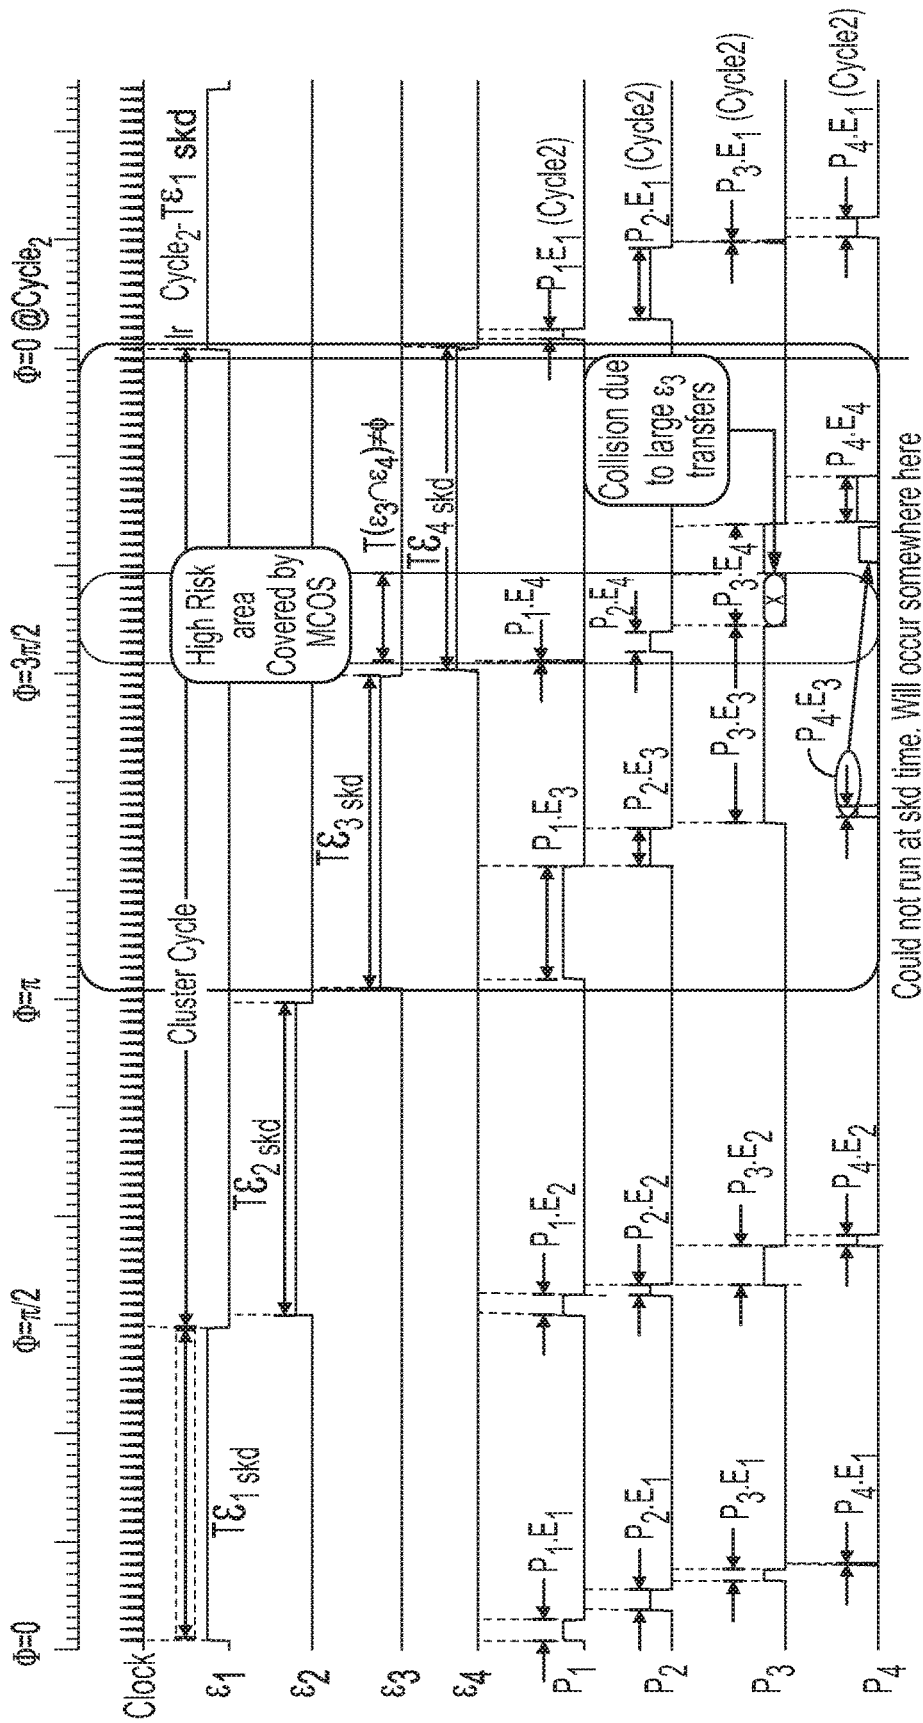 Φ=0
Φ=π/2
Φ=π
Φ=3π/2
Φ=0 @Cycle2
Clock
ε1
ε2
ε3
ε4
P1
P2
P3
P4
Cluster Cycle
Ir Cycle2-Tε1 skd
Tε1 skd
Tε2 skd
Tε3 skd
Tε4 skd
T(ε3∩ε4)≠ϕ
High Risk
area
Covered by
MCOS
Collision due
to large ε3
transfers
P1.E1
P1.E2
P1.E3
P1.E4
P1E1 (Cycle2)
P2.E1
P2.E2
P2.E3
P2E4
P2.E1 (Cycle2)
P3.E1
P3.E2
P3.E3
X
P3.E4
P3.E1 (Cycle2)
P4.E1
P4.E2
P4.E3
P4.E4
P4.E1 (Cycle2)
Could not run at skd time. Will occur somewhere here